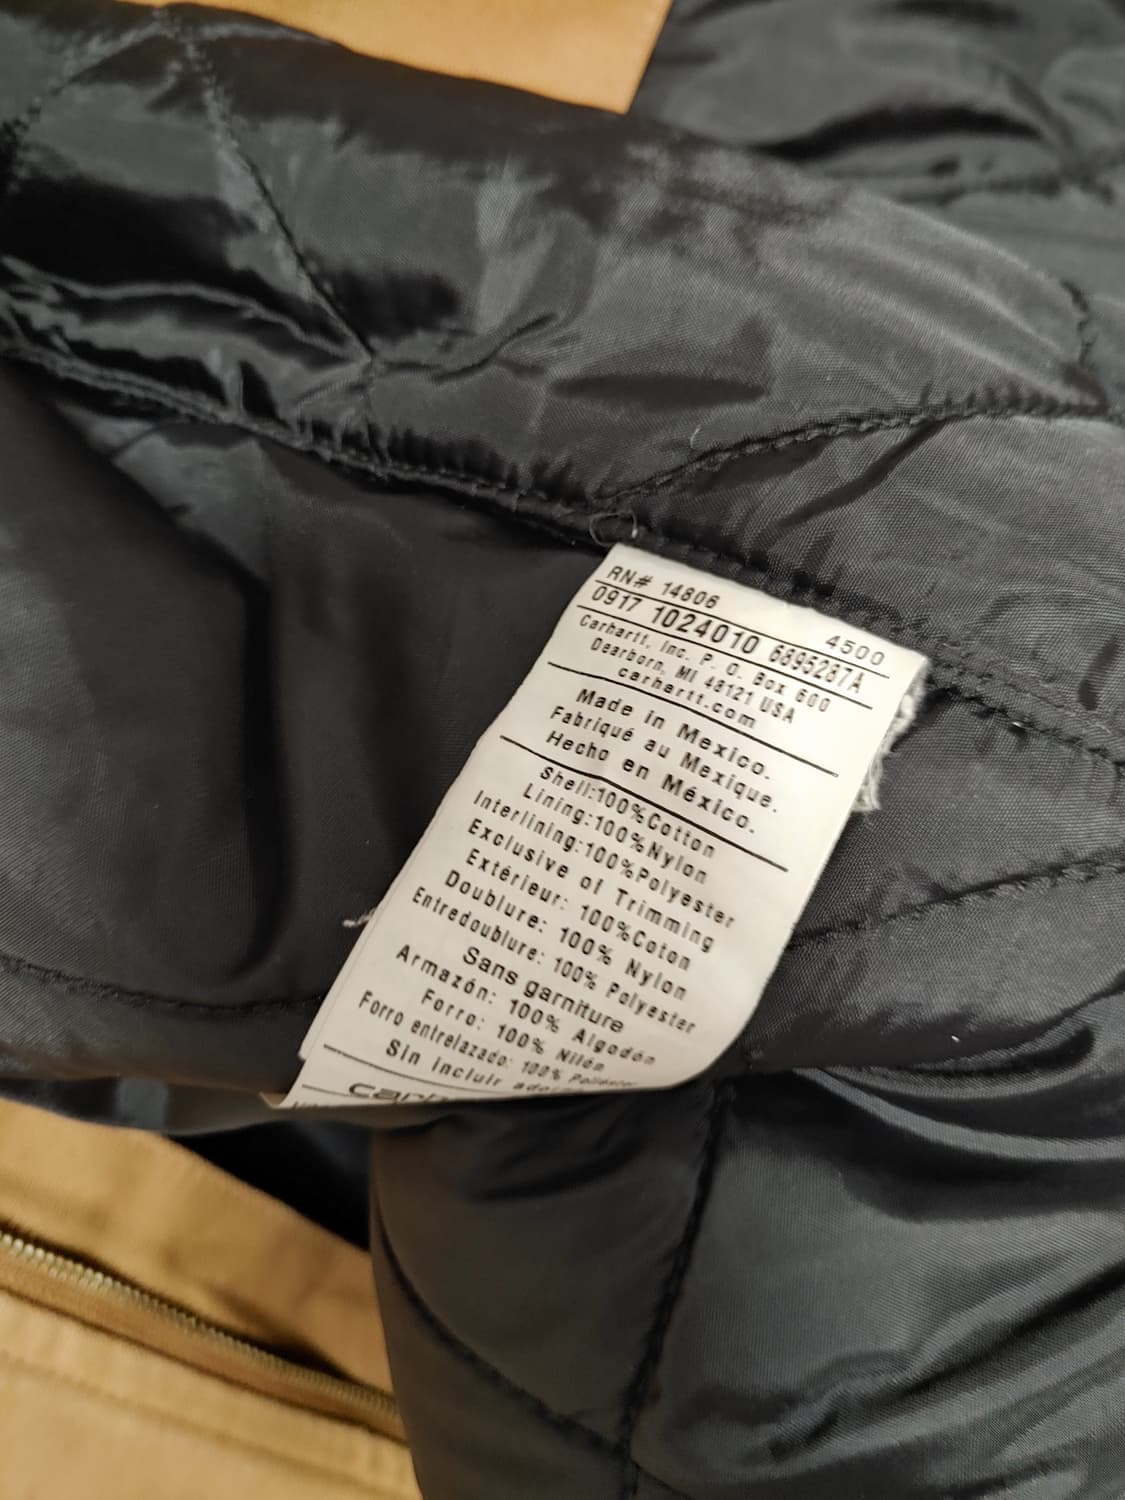 RN# 14806 4500
0917 1024010 6895287A
Carhartt, Inc. P. O. Box 600
Dearborn, MI 48121 USA
carhartt.com
Made in Mexico.
Fabriqué au Mexique.
Hecho en México.
Shell:100%Cotton
Lining:100%Nylon
Interlining:100%Polyester
Exclusive of Trimming
Extérieur: 100%Coton
Doublure: 100% Nylon
Entredoublure: 100% Polyester
Sans garniture
Armazón: 100% Algodón
Forro: 100% Nilón
Forro entrelazado: 100%
Sin incluir